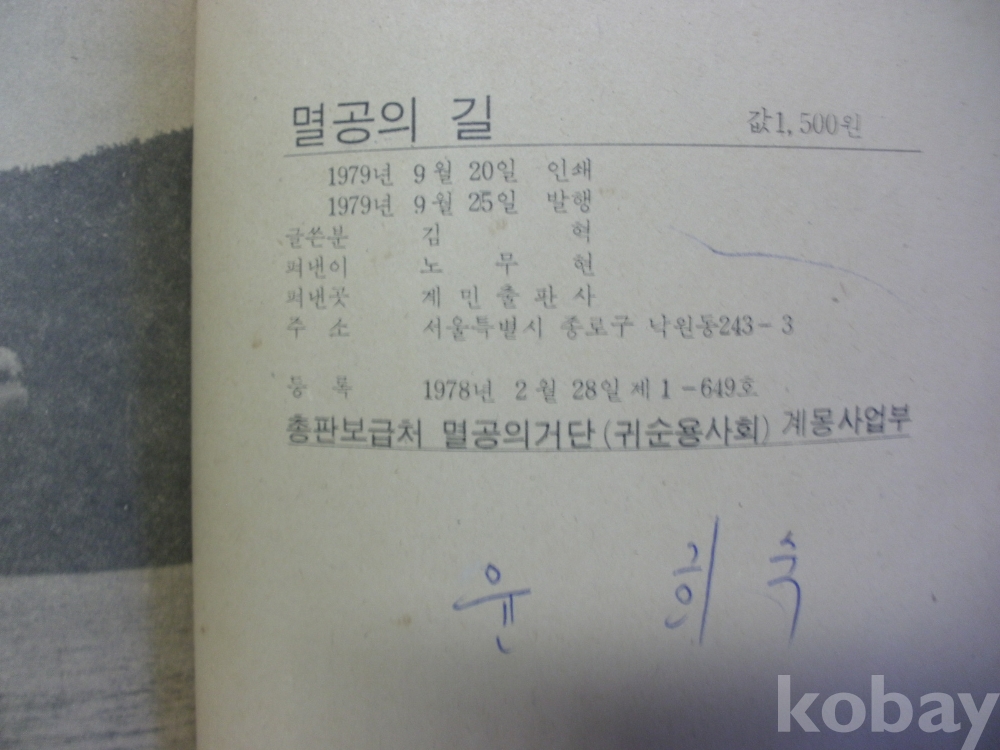 멸공의 길 값1,500원
1979년 9월 20일 인쇄
1979년 9월 25일 발행
글쓴분 김 혁
펴낸이 노 무 현
펴낸곳 계 민 출 판 사
주 소 서울특별시 종로구 낙원동243-3
등 록 1978년 2월 28일 제1-649호
총판보급처 멸공의거단(귀순용사회) 계몽사업부
윤 희
kobay